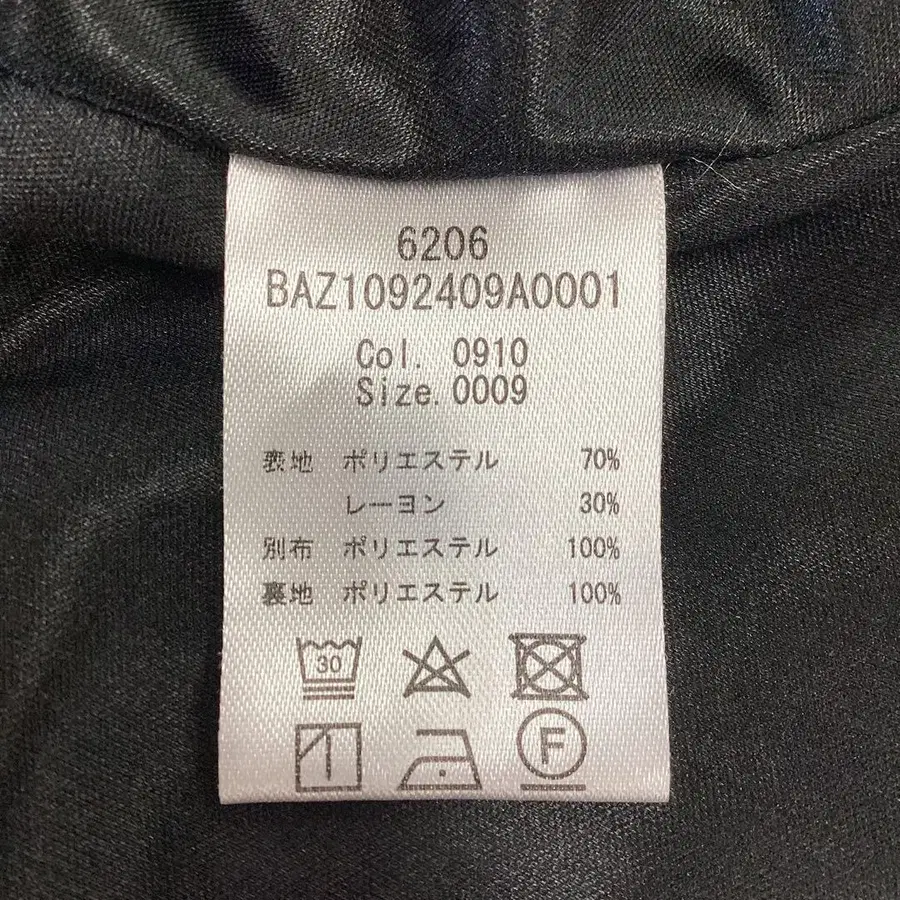 6206
BAZ1092409A0001
Col. 0910
Size. 0009
表地 ポリエステル 70%
レーヨン 30%
別布 ポリエステル 100%
裏地 ポリエステル 100%
30
F